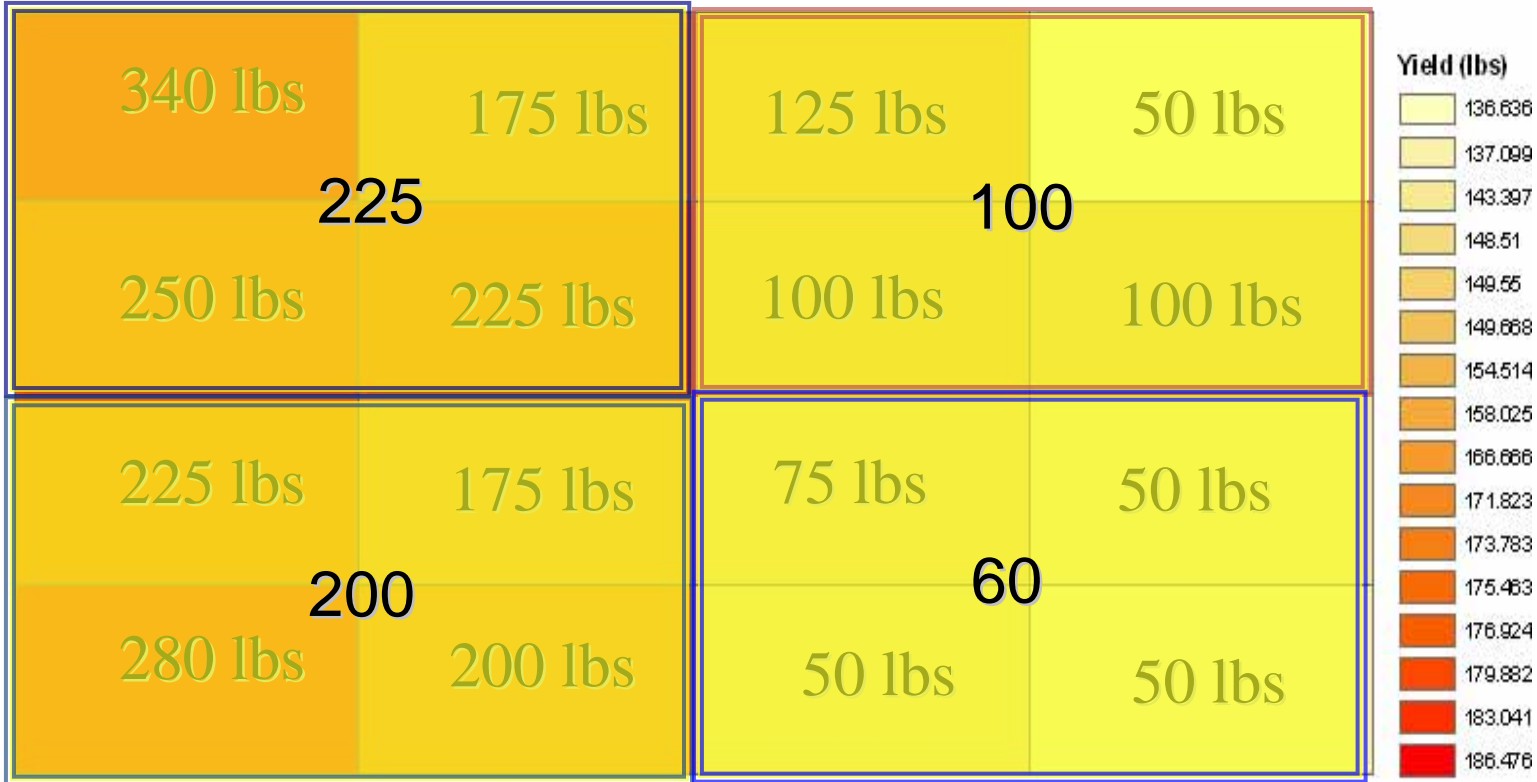 340 lbs
175 lbs
125 lbs
50 lbs
225
100
250 lbs
225 lbs
100 lbs
100 lbs
225 lbs
175 lbs
75 lbs
50 lbs
200
60
280 lbs
200 lbs
50 lbs
50 lbs
Yield (lbs)
136.636
137.099
143.397
148.51
149.55
149.668
154.514
158.025
166.666
171.823
173.783
175.463
176.924
179.882
183.041
186.476